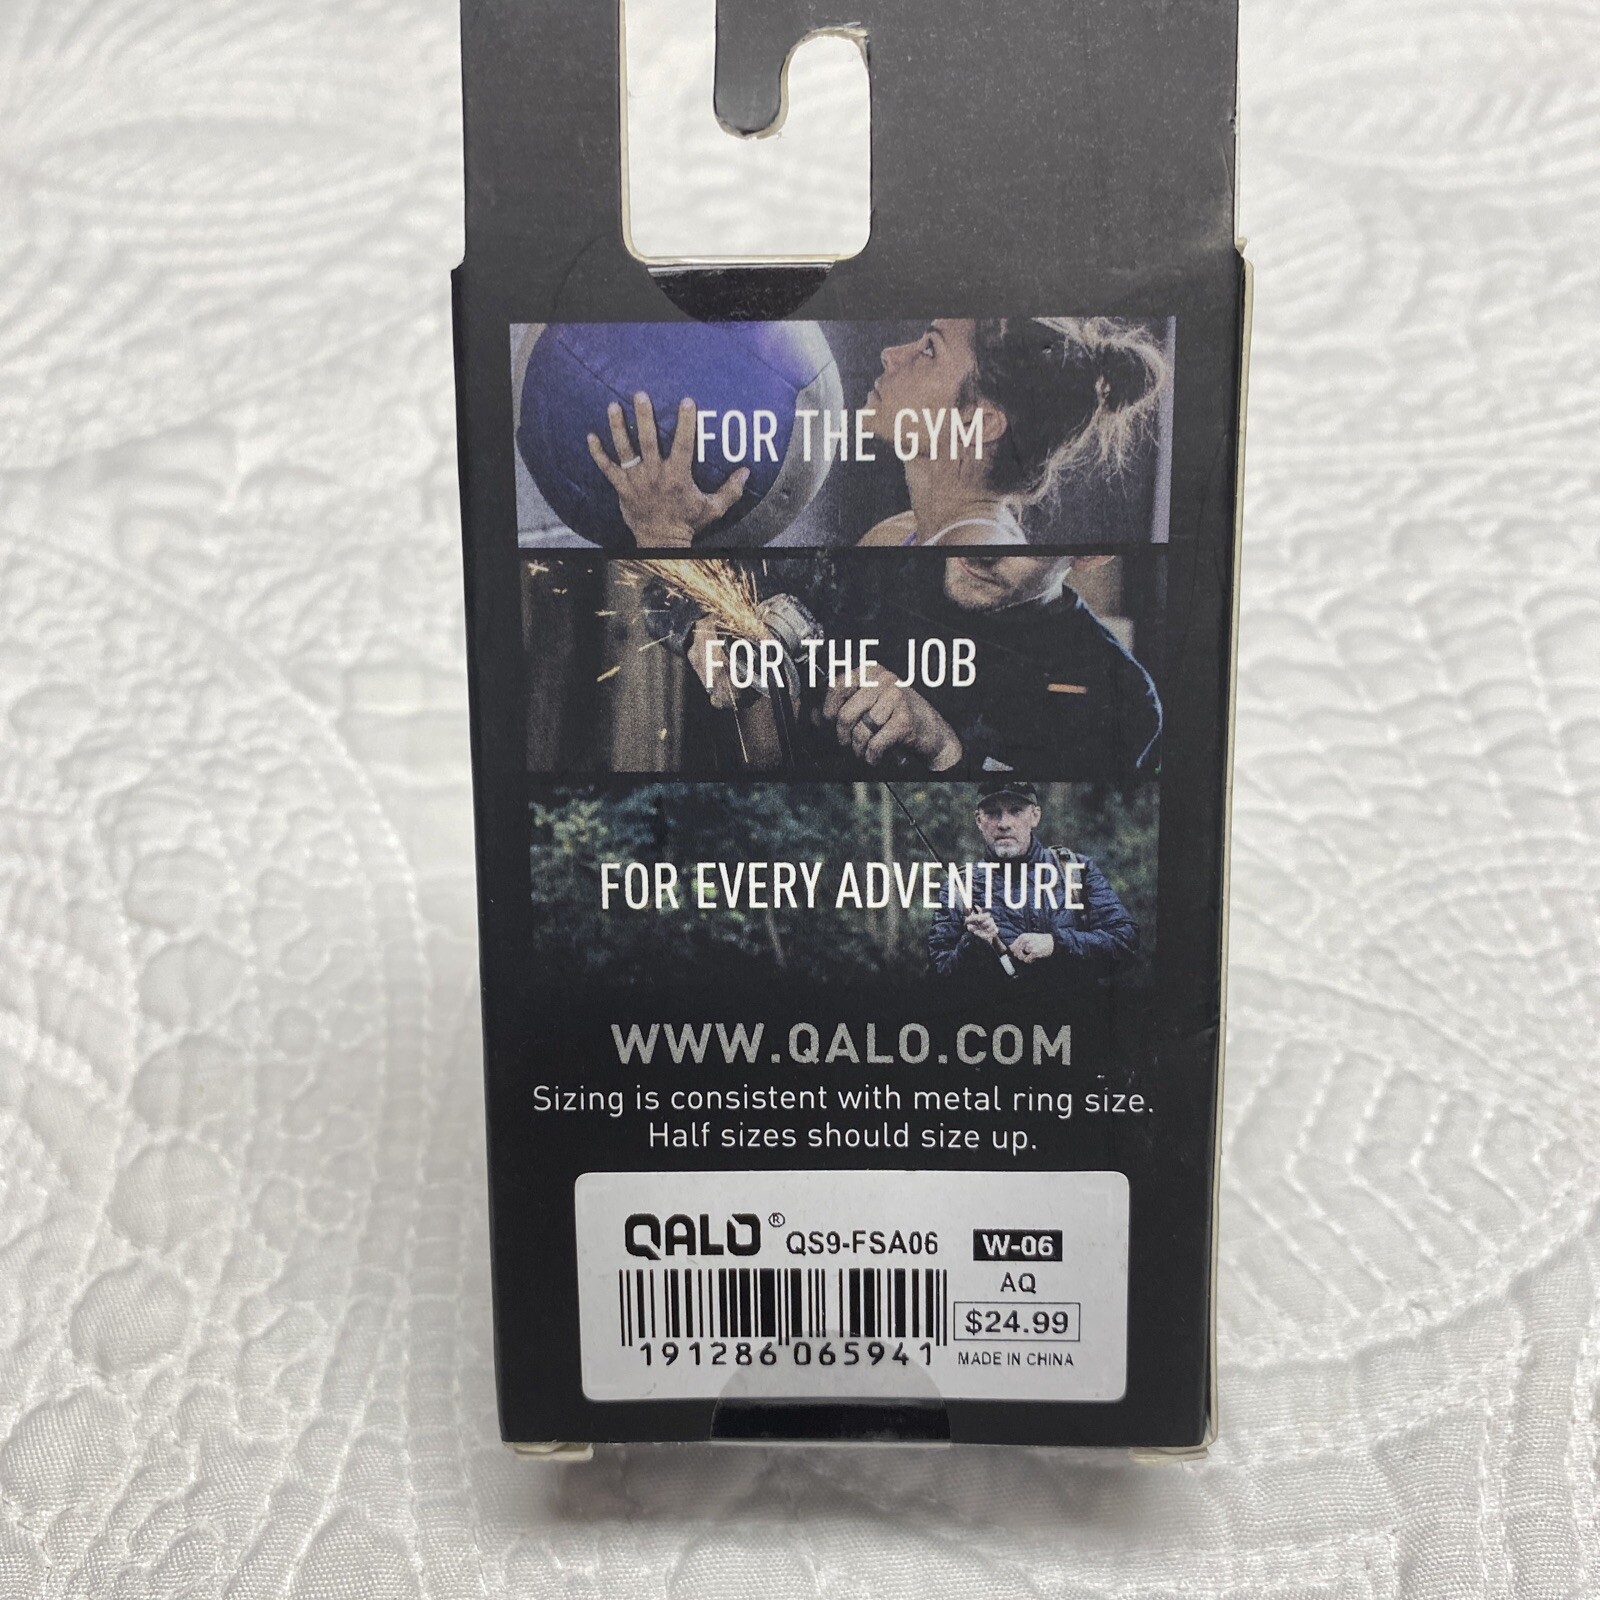 FOR THE GYM
FOR THE JOB
FOR EVERY ADVENTURE
WWW.QALO.COM
Sizing is consistent with metal ring size.
Half sizes should size up.
QALO® QS9-FSA06 W-06
AQ
$24.99
191286 065941 MADE IN CHINA